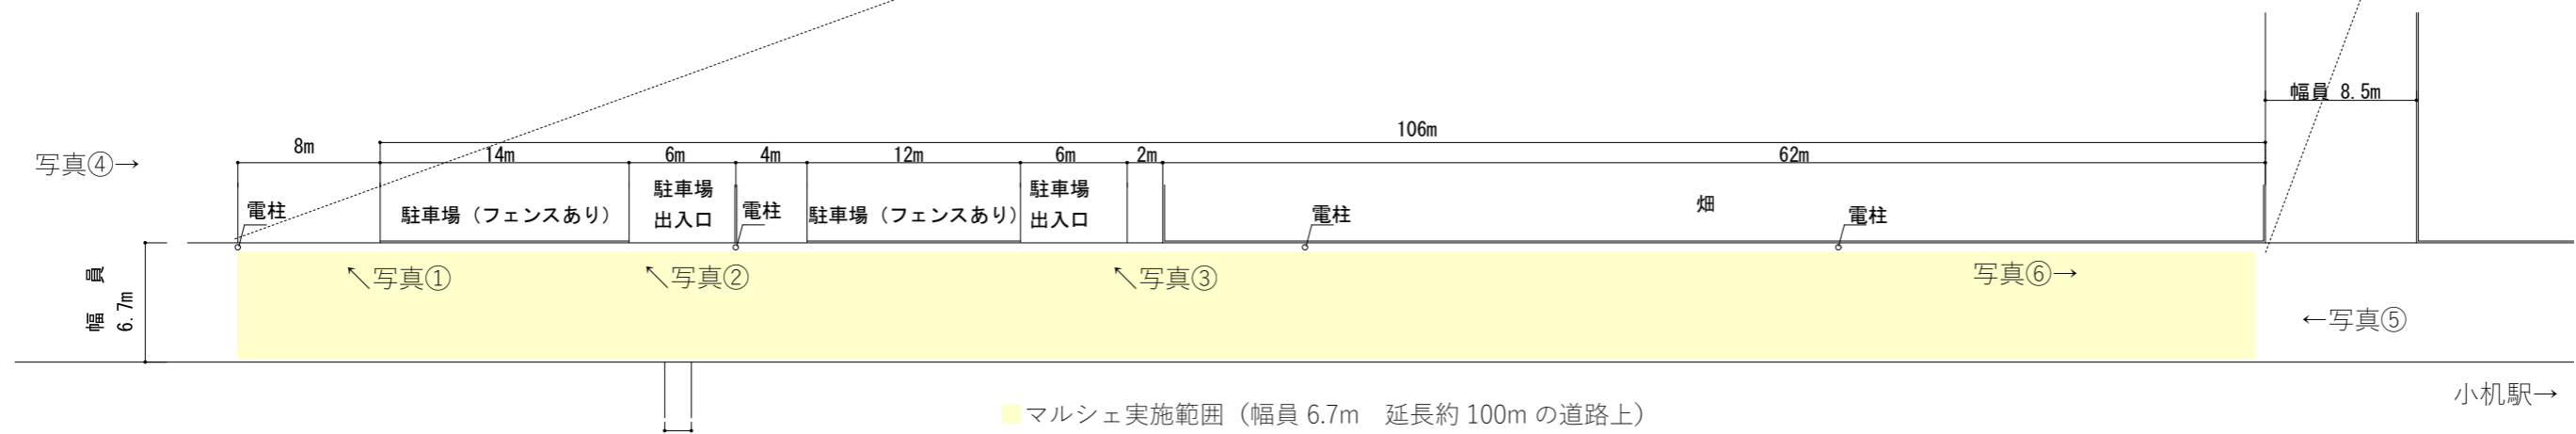 幅員 8.5m
106m
8m
14m
6m
4m
12m
6m
2m
62m
写真④→
駐車場
出入口
駐車場
出入口
畑
電柱
駐車場（フェンスあり）
電柱
駐車場（フェンスあり）
電柱
電柱
↖写真①
↖写真②
↖写真③
写真⑥→
幅員
6.7m
←写真⑤
小机駅→
マルシェ実施範囲（幅員 6.7m　延長約 100m の道路上）